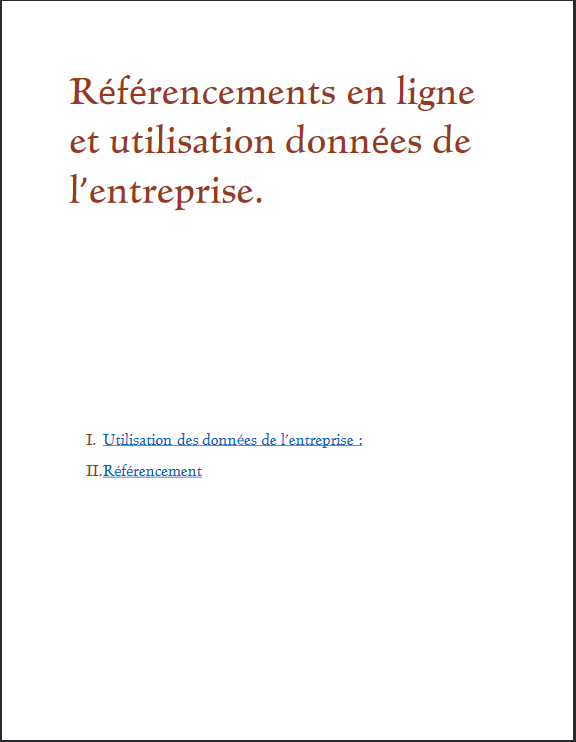 Référencements en ligne
et utilisation données de
l’entreprise.
I. Utilisation des données de l’entreprise :
II.Référencement